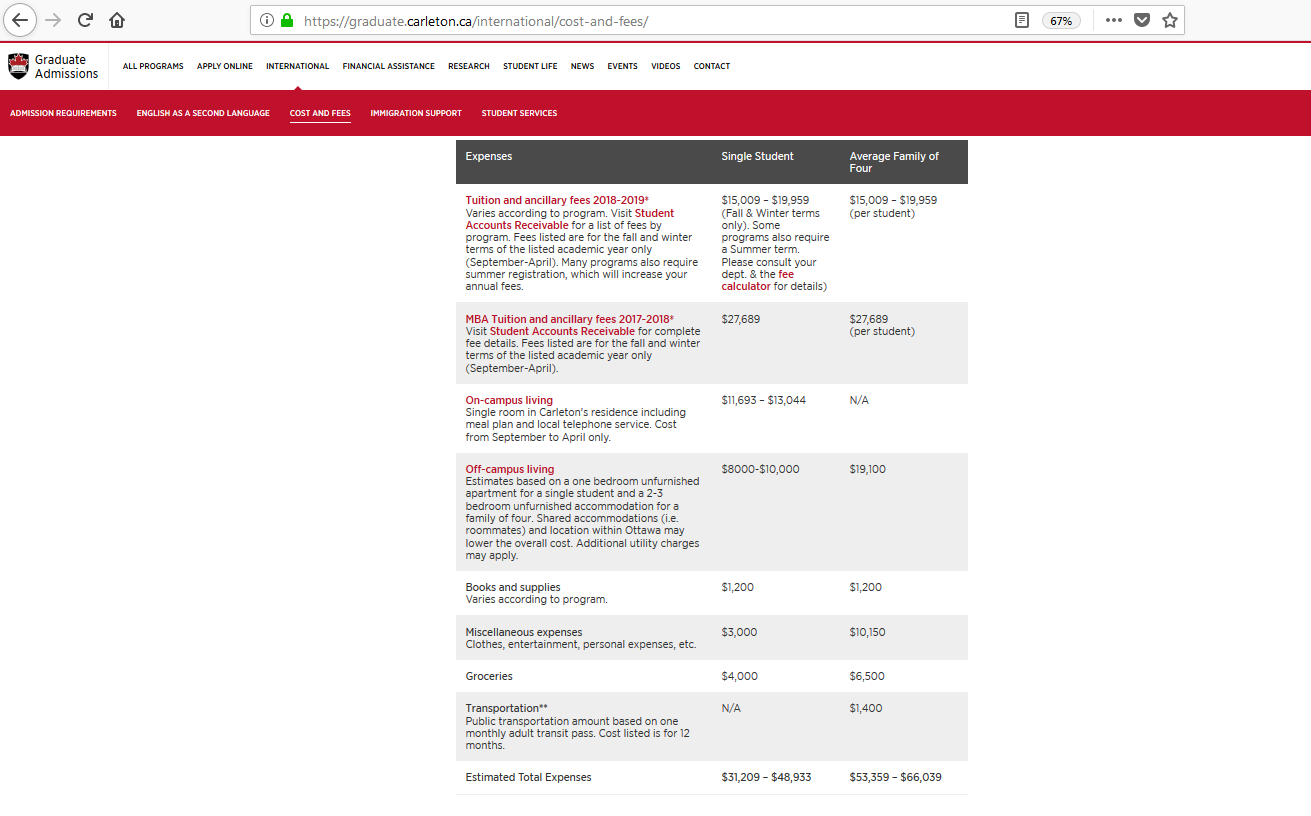 https://graduate.carleton.ca/international/cost-and-fees/
67%
Graduate
Admissions
ALL PROGRAMS APPLY ONLINE INTERNATIONAL FINANCIAL ASSISTANCE RESEARCH STUDENT LIFE NEWS EVENTS VIDEOS CONTACT
ADMISSION REQUIREMENTS ENGLISH AS A SECOND LANGUAGE COST AND FEES IMMIGRATION SUPPORT STUDENT SERVICES
Expenses Single Student Average Family of
Four
Tuition and ancillary fees 2018-2019* $15,009 – $19,959 $15,009 – $19,959
Varies according to program. Visit Student (Fall & Winter terms (per student)
Accounts Receivable for a list of fees by only). Some
program. Fees listed are for the fall and winter programs also require
terms of the listed academic year only a Summer term.
(September-April). Many programs also require Please consult your
summer registration, which will increase your dept. & the fee
annual fees. calculator for details)
MBA Tuition and ancillary fees 2017-2018* $27,689 $27,689
Visit Student Accounts Receivable for complete (per student)
fee details. Fees listed are for the fall and winter
terms of the listed academic year only
(September-April).
On-campus living $11,693 – $13,044 N/A
Single room in Carleton's residence including
meal plan and local telephone service. Cost
from September to April only.
Off-campus living $8000-$10,000 $19,100
Estimates based on a one bedroom unfurnished
apartment for a single student and a 2-3
bedroom unfurnished accommodation for a
family of four. Shared accommodations (i.e.
roommates) and location within Ottawa may
lower the overall cost. Additional utility charges
may apply.
Books and supplies $1,200 $1,200
Varies according to program.
Miscellaneous expenses $3,000 $10,150
Clothes, entertainment, personal expenses, etc.
Groceries $4,000 $6,500
Transportation** N/A $1,400
Public transportation amount based on one
monthly adult transit pass. Cost listed is for 12
months.
Estimated Total Expenses $31,209 – $48,933 $53,359 – $66,039